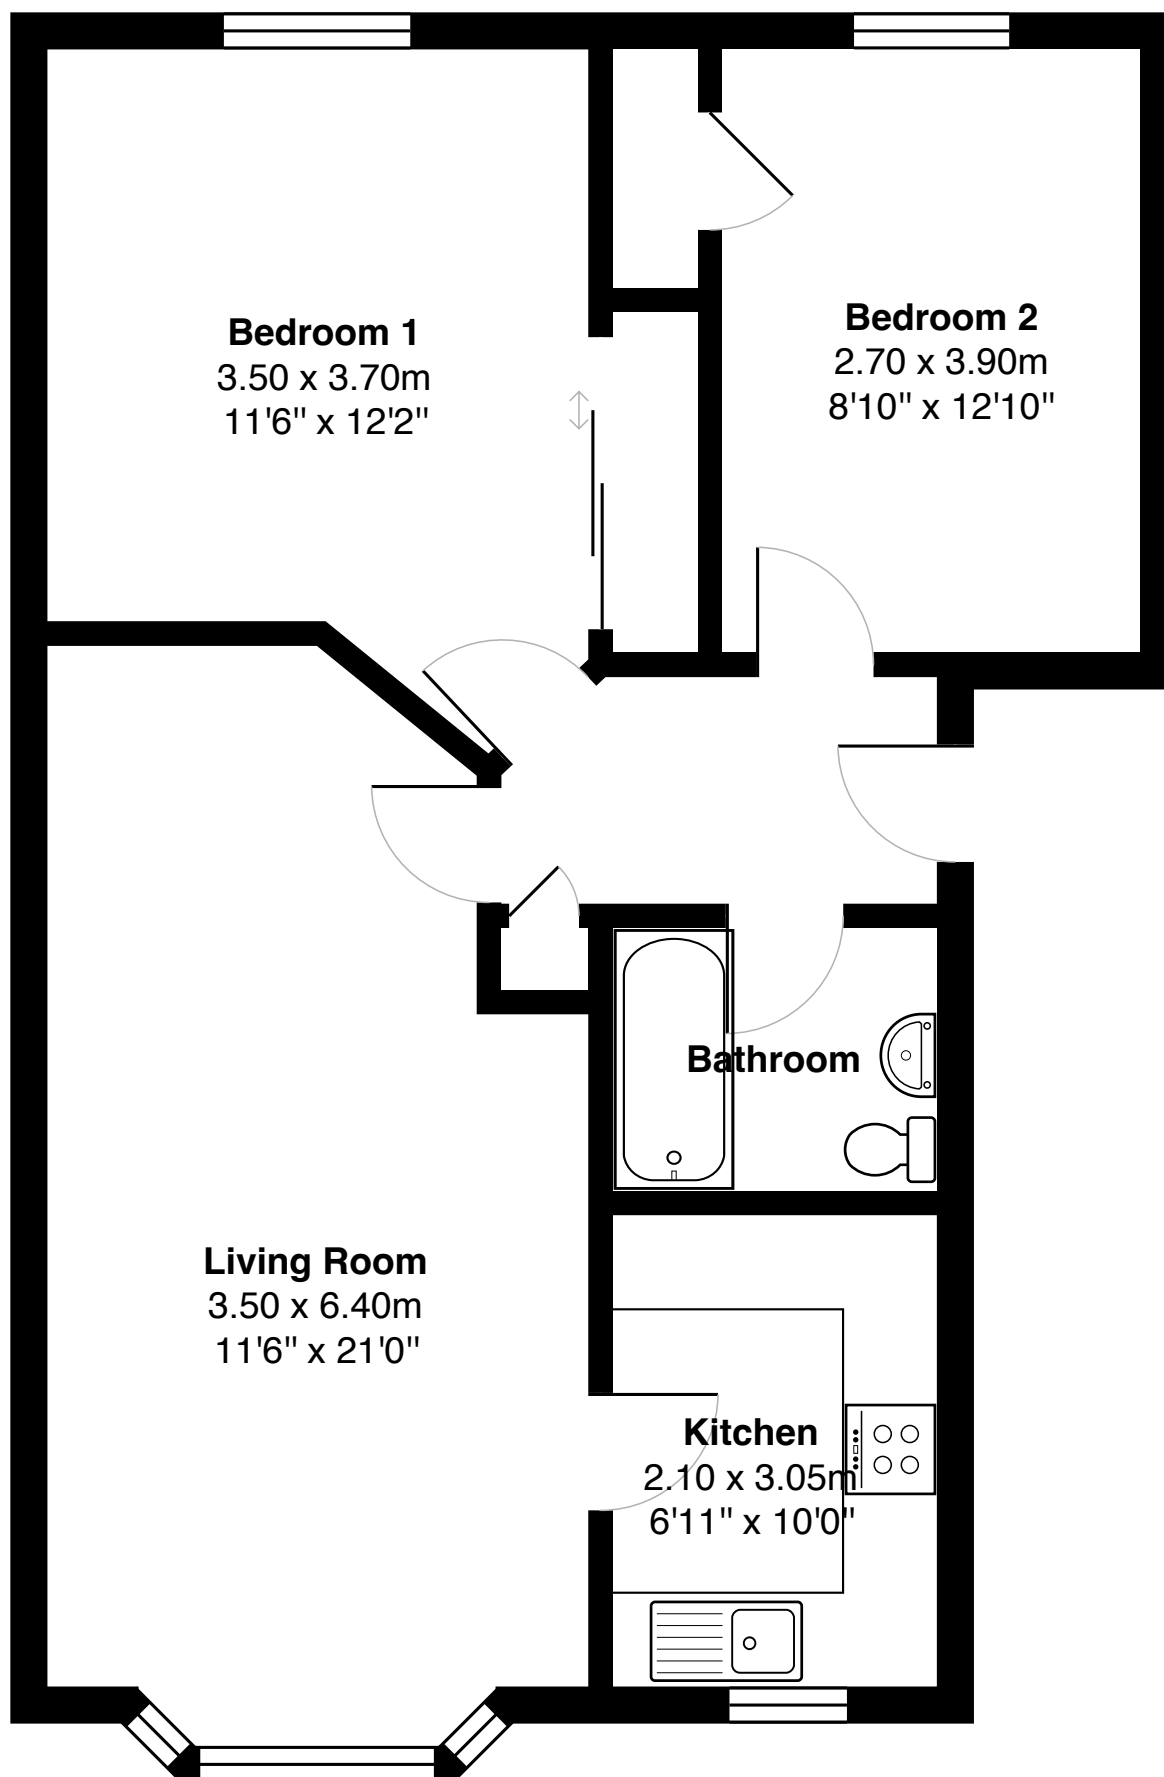 Bedroom 1
3.50 x 3.70m
11'6" x 12'2"
Bedroom 2
2.70 x 3.90m
8'10" x 12'10"
Bathroom
Living Room
3.50 x 6.40m
11'6" x 21'0"
Kitchen
2.10 x 3.05m
6'11" x 10'0"